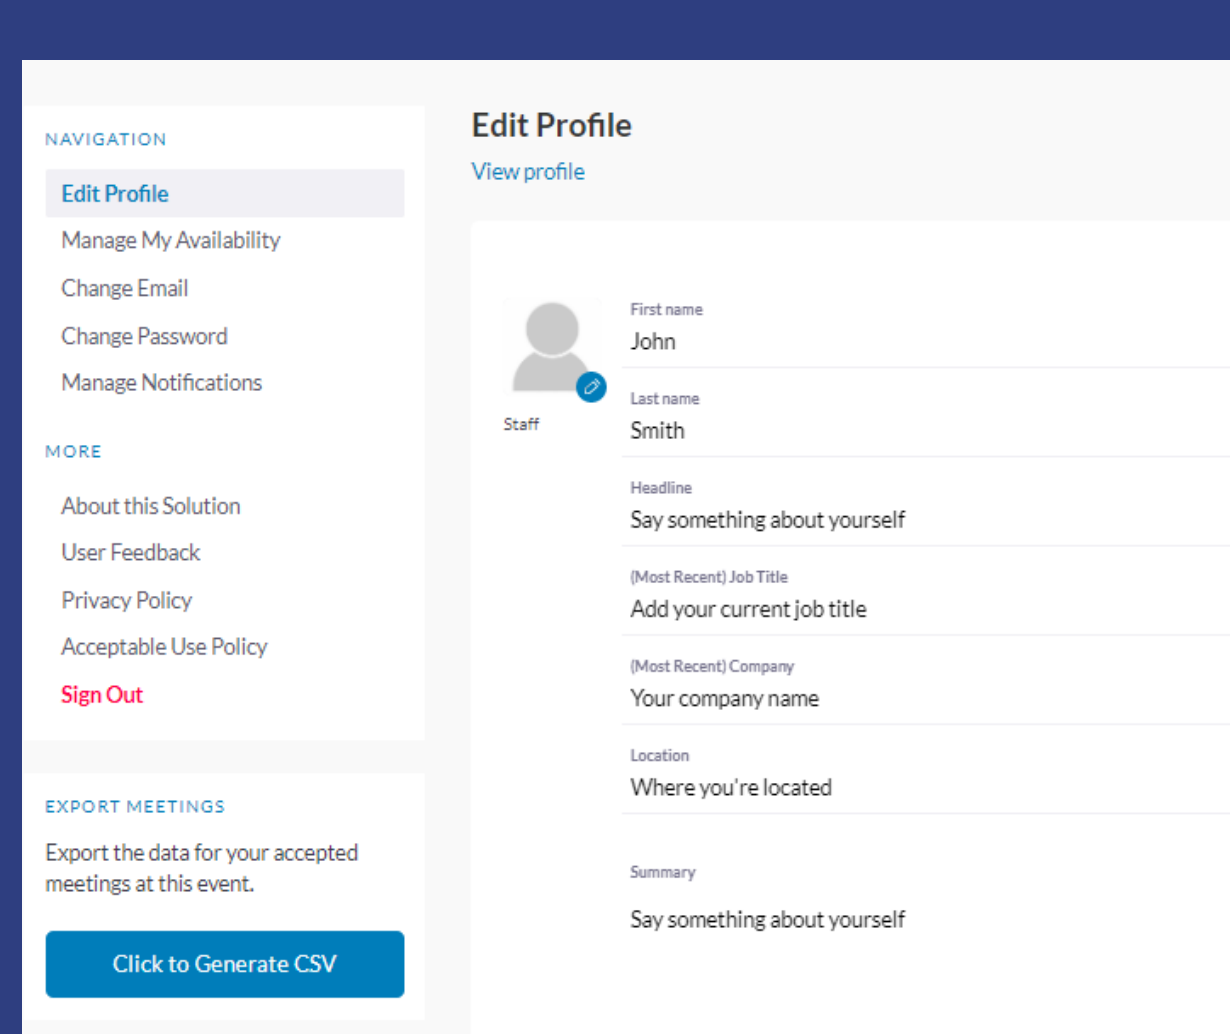 NAVIGATION
Edit Profile
Manage My Availability
Change Email
Change Password
Manage Notifications
MORE
About this Solution
User Feedback
Privacy Policy
Acceptable Use Policy
Sign Out
EXPORT MEETINGS
Export the data for your accepted
meetings at this event.
Click to Generate CSV
Edit Profile
View profile
Staff
First name
John
Last name
Smith
Headline
Say something about yourself
(Most Recent) Job Title
Add your current job title
(Most Recent) Company
Your company name
Location
Where you're located
Summary
Say something about yourself